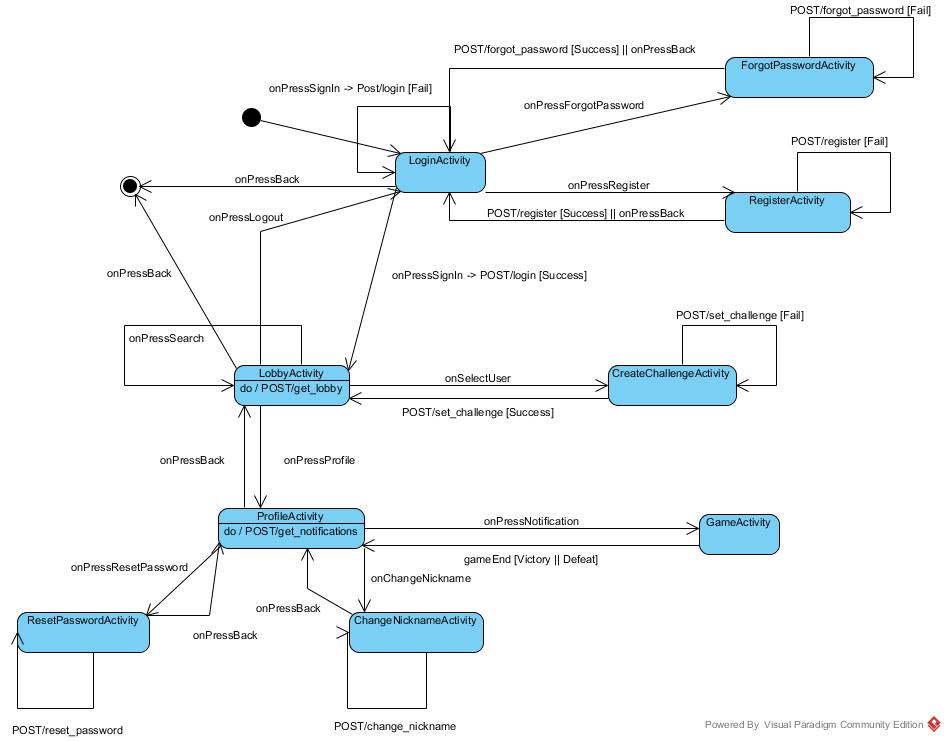 POST/forgot_password [Fail]
POST/forgot_password [Success] || onPressBack
ForgotPasswordActivity
onPressSignIn -> Post/login [Fail]
onPressForgotPassword
POST/register [Fail]
LoginActivity
onPressBack
onPressRegister
RegisterActivity
onPressLogout
POST/register [Success] || onPressBack
onPressBack
onPressSignIn -> POST/login [Success]
POST/set_challenge [Fail]
onPressSearch
LobbyActivity
do / POST/get_lobby
onSelectUser
CreateChallengeActivity
POST/set_challenge [Success]
onPressBack
onPressProfile
ProfileActivity
do / POST/get_notifications
onPressNotification
GameActivity
gameEnd [Victory || Defeat]
onPressResetPassword
onChangeNickname
onPressBack
ResetPasswordActivity
onPressBack
ChangeNicknameActivity
POST/reset_password
POST/change_nickname
Powered By Visual Paradigm Community Edition